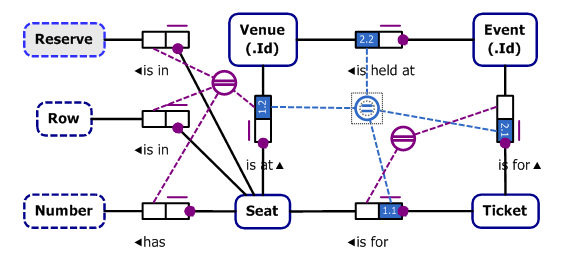 Reserve
Venue
(.Id)
2.2
Event
(.Id)
◄is in
◄is held at
Row
1.2
2.1
◄is in
is at▲
is for▲
Number
Seat
1.1
Ticket
◄has
◄is for